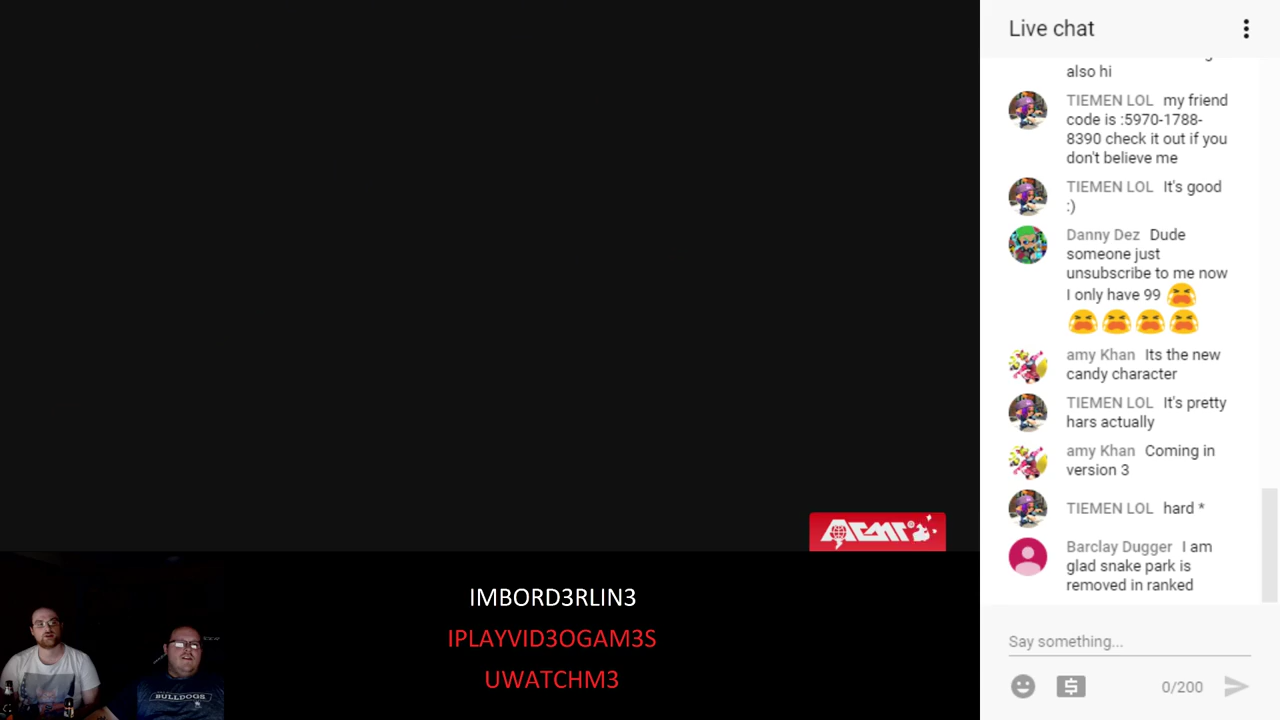 Live chat
also hi
TIEMEN LOL my friend
code is :5970-1788-
8390 check it out if you
don't believe me
TIEMEN LOL It's good
:)
Danny Dez Dude
someone just
unsubscribe to me now
I only have 99
amy Khan Its the new
candy character
TIEMEN LOL It's pretty
hars actually
amy Khan Coming in
version 3
TIEMEN LOL hard *
Barclay Dugger I am
glad snake park is
removed in ranked
Say something...
0/200
IMBORD3RLIN3
IPLAYVID3OGAM3S
UWATCHM3
BULLDOGS